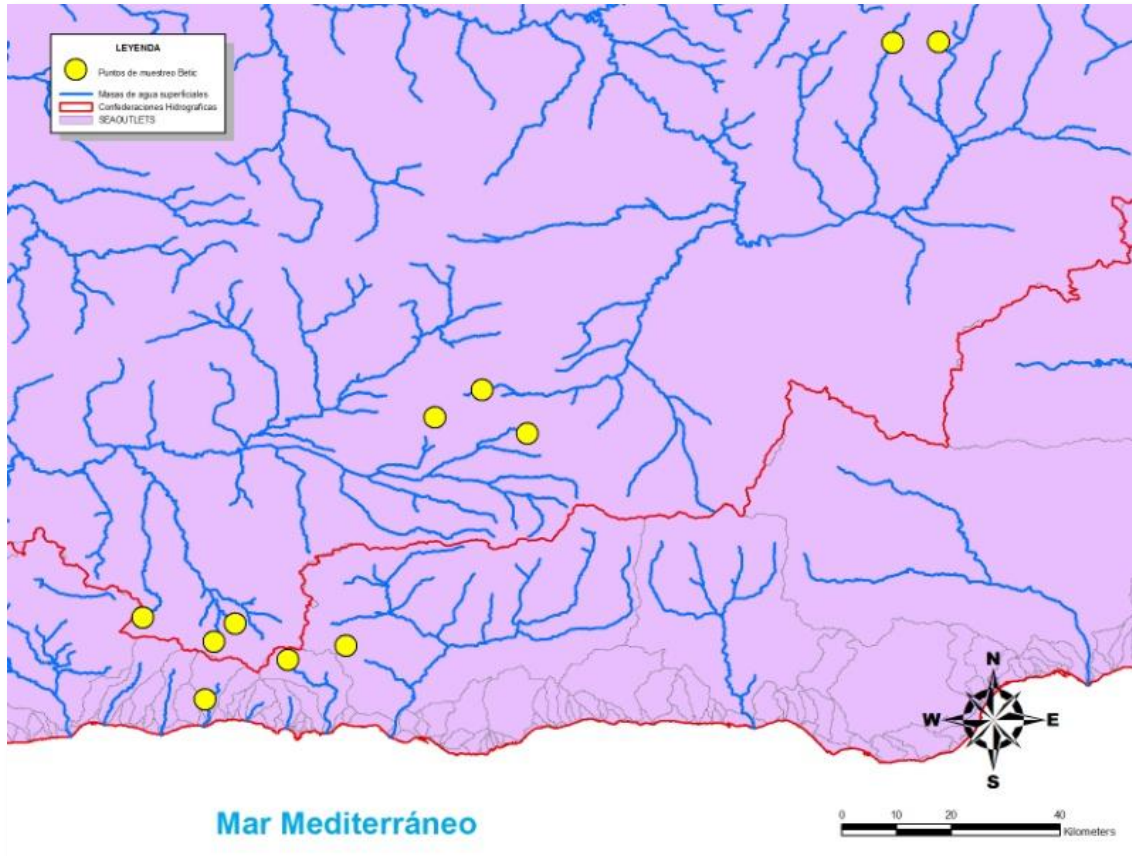 LEYENDA
Puntos de muestreo Betic
Masas de agua superficiales
Confederaciones Hidrograficas
SEAOUTLETS
N
W E
S
Mar Mediterráneo
0 10 20 40
Kilometers